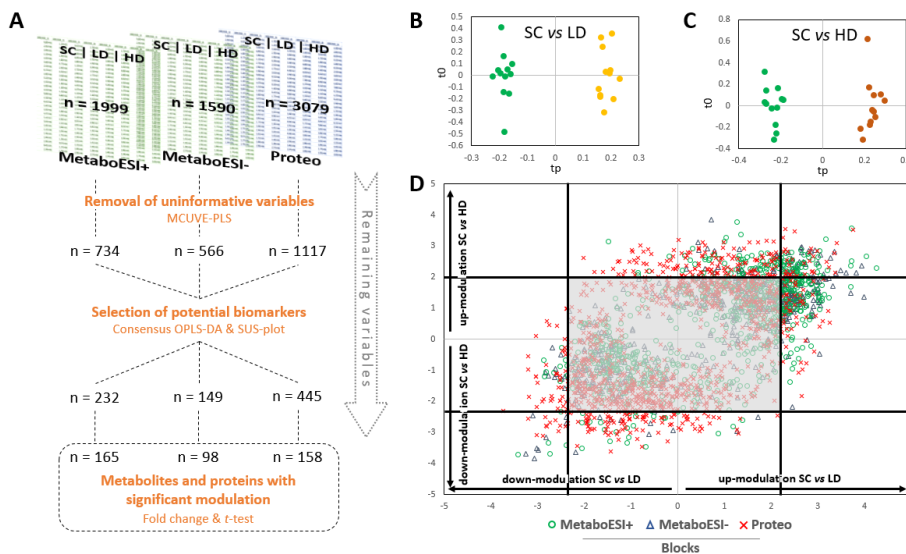 A
SC | LD | HD
SC | LD | HD
SC | LD | HD
n = 1999
n = 1590
n = 3079
MetaboESI+
MetaboESI-
Proteo
Removal of uninformative variables
MCUVE-PLS
n = 734
n = 566
n = 1117
Selection of potential biomarkers
Consensus OPLS-DA & SUS-plot
n = 232
n = 149
n = 445
n = 165
n = 98
n = 158
Metabolites and proteins with
significant modulation
Fold change & t-test
Remaining variables
B
SC vs LD
t0
0.5
0.4
0.3
0.2
0.1
0
-0.1
-0.2
-0.3
-0.4
-0.5
-0.6
-0.4
-0.2
0
0.2
0.4
tp
C
SC vs HD
t0
0.8
0.6
0.4
0.2
0
-0.2
-0.4
-0.4
-0.2
0
0.2
0.4
tp
D
up-modulation SC vs HD
down-modulation SC vs HD
5
4
3
2
1
0
-1
-2
-3
-4
-5
down-modulation SC vs LD
up-modulation SC vs LD
-5
-4
-3
-2
-1
0
1
2
3
4
MetaboESI+
MetaboESI-
Proteo
Blocks